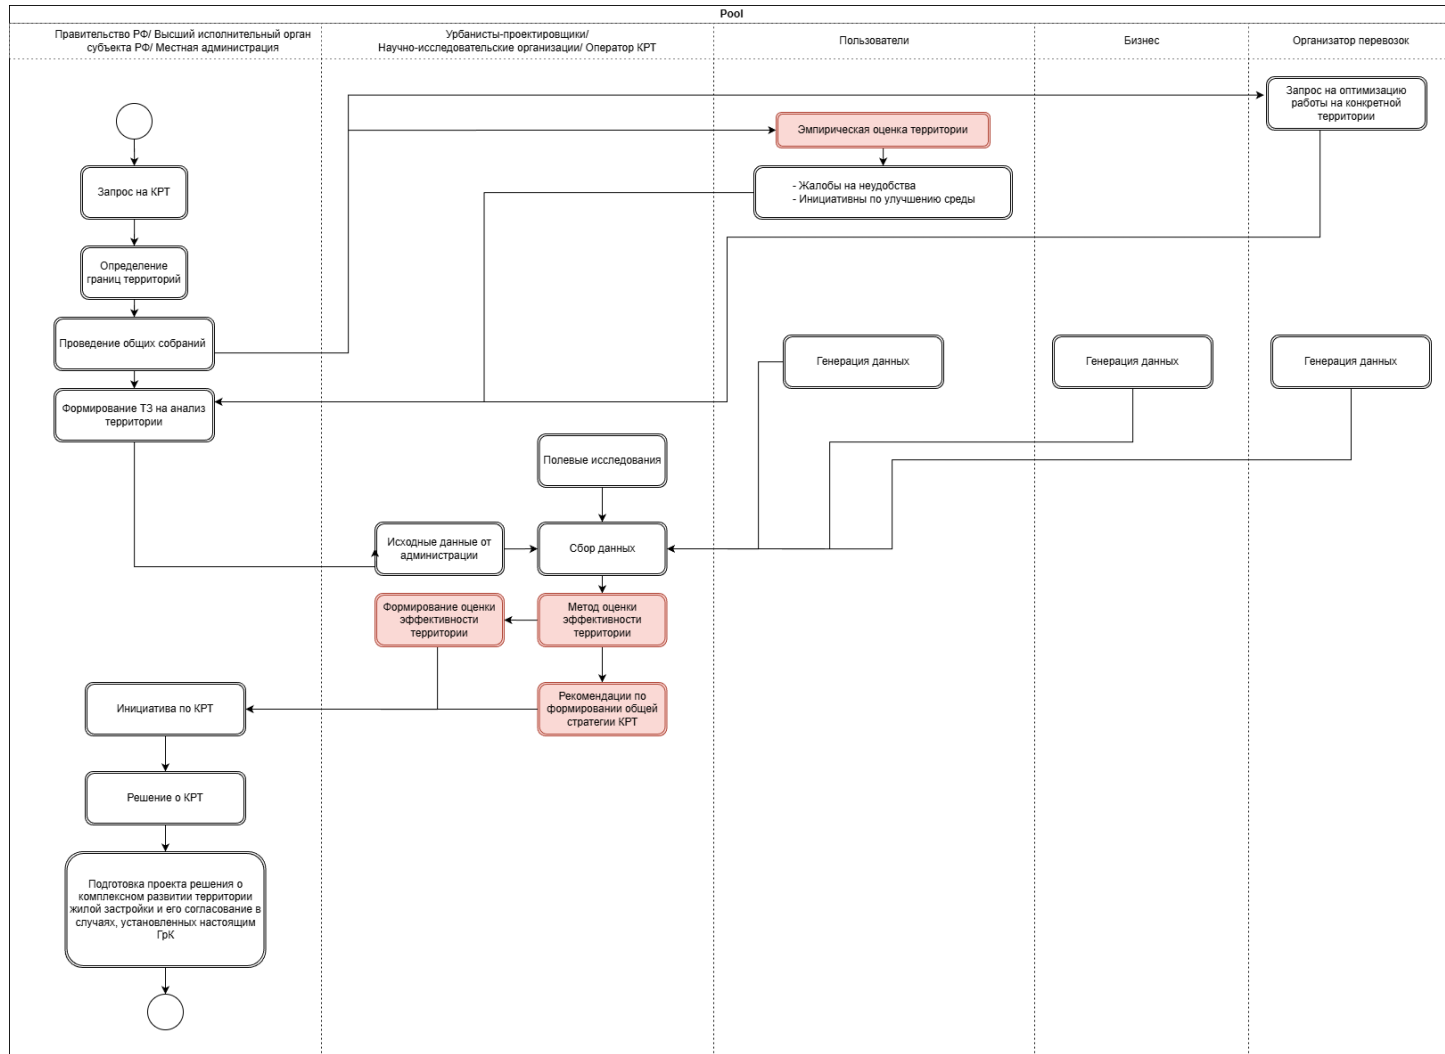 Pool
Правительство РФ/ Высший исполнительный орган
субъекта РФ/ Местная администрация
Урбанисты-проектировщики/
Научно-исследовательские организации/ Оператор КРТ
Пользователи
Бизнес
Организатор перевозок
Запрос на оптимизацию
работы на конкретной
территории
Эмпирическая оценка территории
Запрос на КРТ
- Жалобы на неудобства
- Инициативны по улучшению среды
Определение
границ территорий
Проведение общих собраний
Генерация данных
Генерация данных
Генерация данных
Формирование ТЗ на анализ
территории
Полевые исследования
Исходные данные от
администрации
Сбор данных
Формирование оценки
эффективности
территории
Метод оценки
эффективности
территории
Инициатива по КРТ
Рекомендации по
формировании общей
стратегии КРТ
Решение о КРТ
Подготовка проекта решения о
комплексном развитии территории
жилой застройки и его согласование в
случаях, установленных настоящим
ГрК